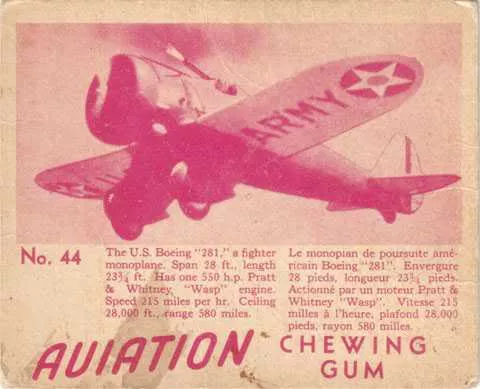 ARMY
No. 44
The U.S. Boeing "281," a fighter
monoplane. Span 28 ft., length
23¾ ft. Has one 550 h.p. Pratt
& Whitney "Wasp" engine.
Speed 215 miles per hr. Ceiling
28,000 ft., range 580 miles.
Le monopian de poursuite amé-
ricain Boeing "281". Envergure
28 pieds, longueur 23¾ pieds.
Actionné par un moteur Pratt &
Whitney "Wasp". Vitesse 215
milles à l'heure, plafond 28,000
pieds, rayon 580 milles.
AVIATION CHEWING
GUM